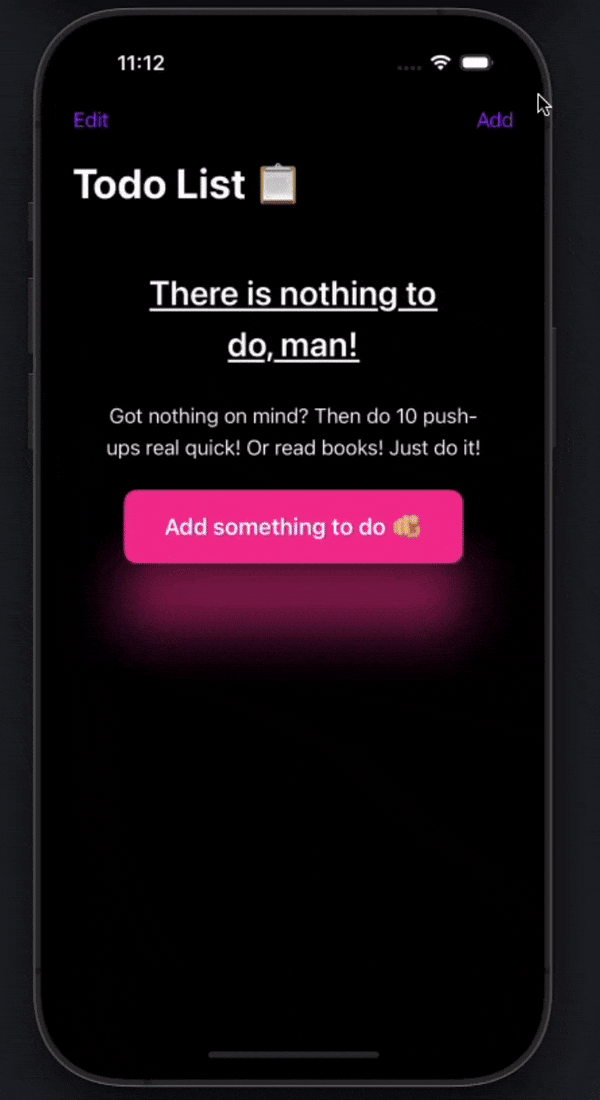 11:12
Edit Add
Todo List 📋
There is nothing to
do, man!
Got nothing on mind? Then do 10 push-
ups real quick! Or read books! Just do it!
Add something to do